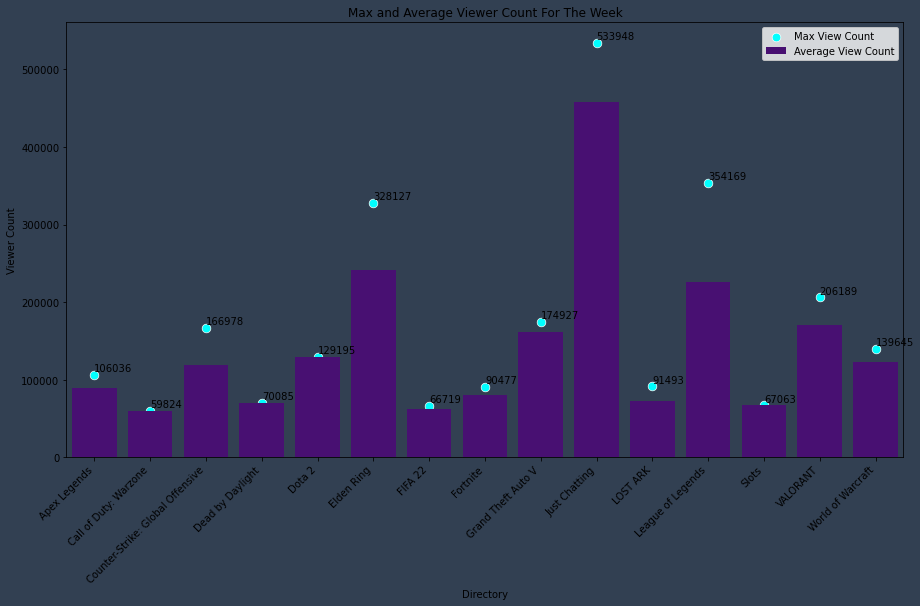 Max and Average Viewer Count For The Week
Max View Count
Average View Count
Viewer Count
500000
400000
300000
200000
100000
0
106036
59824
166978
70085
129195
328127
66719
90477
174927
533948
91493
354169
67063
206189
139645
Apex Legends
Call of Duty: Warzone
Counter-Strike: Global Offensive
Dead by Daylight
Dota 2
Elden Ring
FIFA 22
Fortnite
Grand Theft Auto V
Just Chatting
LOST ARK
League of Legends
Slots
VALORANT
World of Warcraft
Directory